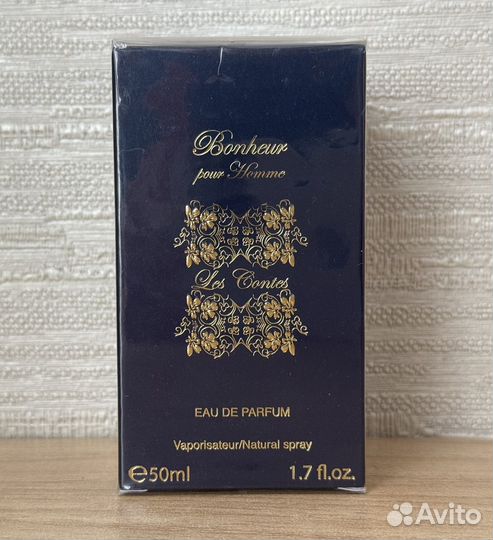 Bonheur
pour Homme
Les Contes
EAU DE PARFUM
Vaporisateur/Natural spray
℮50ml 1.7 fl.oz.
Avito